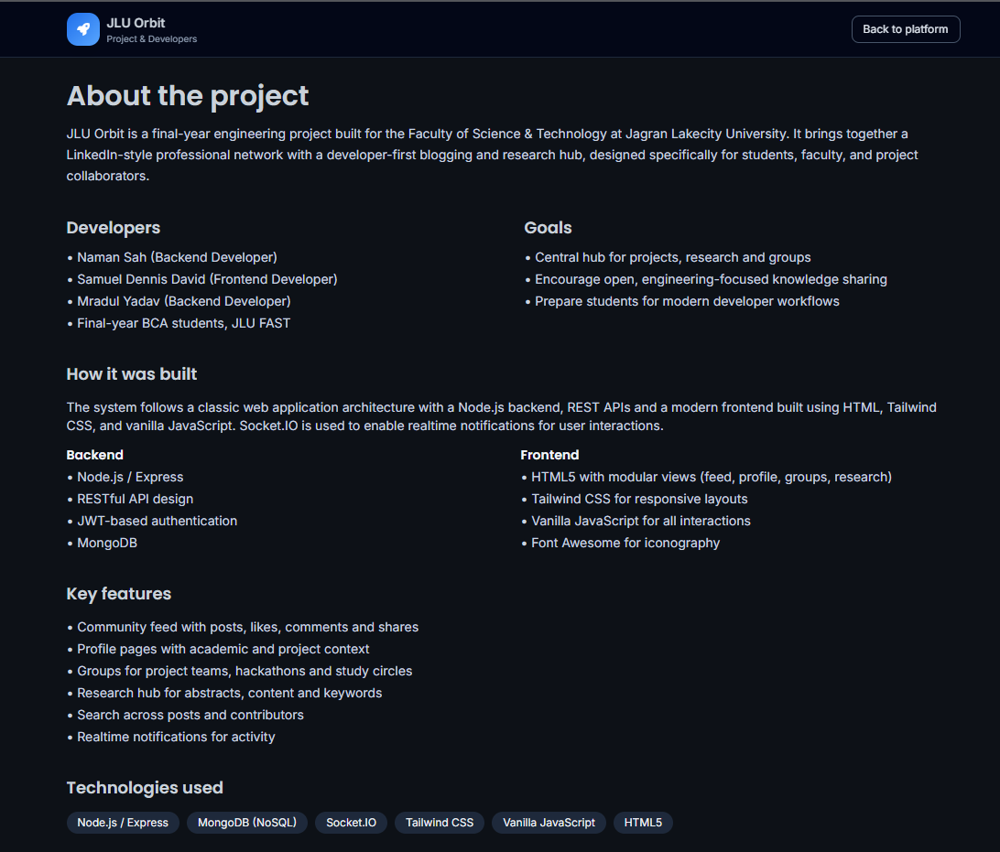 JLU Orbit
Project & Developers
Back to platform
About the project
JLU Orbit is a final-year engineering project built for the Faculty of Science & Technology at Jagran Lakecity University. It brings together a
LinkedIn-style professional network with a developer-first blogging and research hub, designed specifically for students, faculty, and project
collaborators.
Developers
• Naman Sah (Backend Developer)
• Samuel Dennis David (Frontend Developer)
• Mradul Yadav (Backend Developer)
• Final-year BCA students, JLU FAST
Goals
• Central hub for projects, research and groups
• Encourage open, engineering-focused knowledge sharing
• Prepare students for modern developer workflows
How it was built
The system follows a classic web application architecture with a Node.js backend, REST APIs and a modern frontend built using HTML, Tailwind
CSS, and vanilla JavaScript. Socket.IO is used to enable realtime notifications for user interactions.
Backend
• Node.js / Express
• RESTful API design
• JWT-based authentication
• MongoDB
Frontend
• HTML5 with modular views (feed, profile, groups, research)
• Tailwind CSS for responsive layouts
• Vanilla JavaScript for all interactions
• Font Awesome for iconography
Key features
• Community feed with posts, likes, comments and shares
• Profile pages with academic and project context
• Groups for project teams, hackathons and study circles
• Research hub for abstracts, content and keywords
• Search across posts and contributors
• Realtime notifications for activity
Technologies used
Node.js / Express
MongoDB (NoSQL)
Socket.IO
Tailwind CSS
Vanilla JavaScript
HTML5